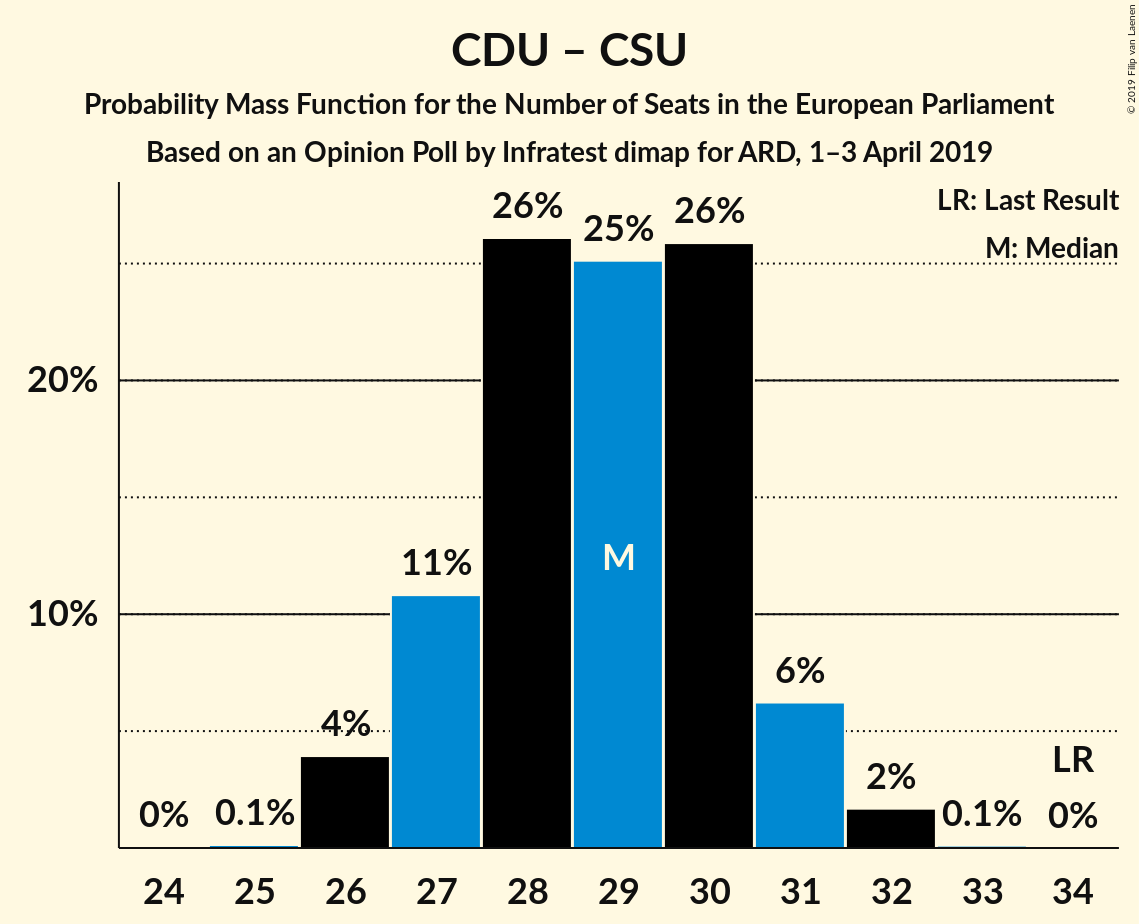 CDU – CSU
Probability Mass Function for the Number of Seats in the European Parliament
Based on an Opinion Poll by Infratest dimap for ARD, 1–3 April 2019
© 2019 Filip van Laenen
LR: Last Result
M: Median
26%
25%
26%
20%
M
11%
10%
6%
4%
LR
2%
0%
0.1%
0.1%
0%
24 25 26 27 28 29 30 31 32 33 34